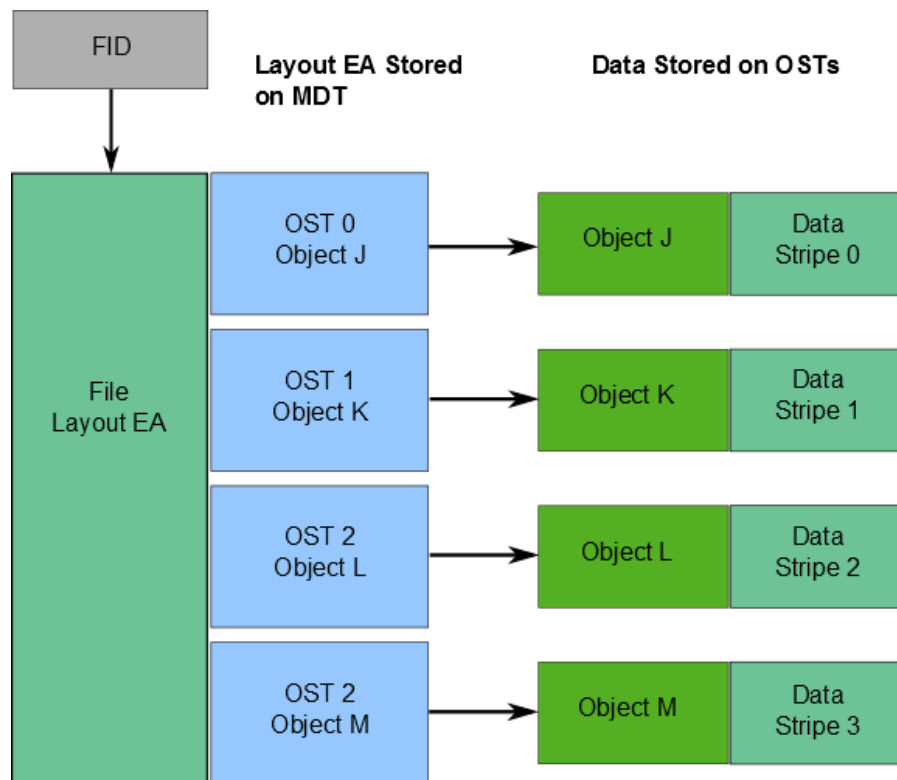 FID
Layout EA Stored
on MDT
Data Stored on OSTs
File
Layout EA
OST 0
Object J
Object J
Data
Stripe 0
OST 1
Object K
Object K
Data
Stripe 1
OST 2
Object L
Object L
Data
Stripe 2
OST 2
Object M
Object M
Data
Stripe 3